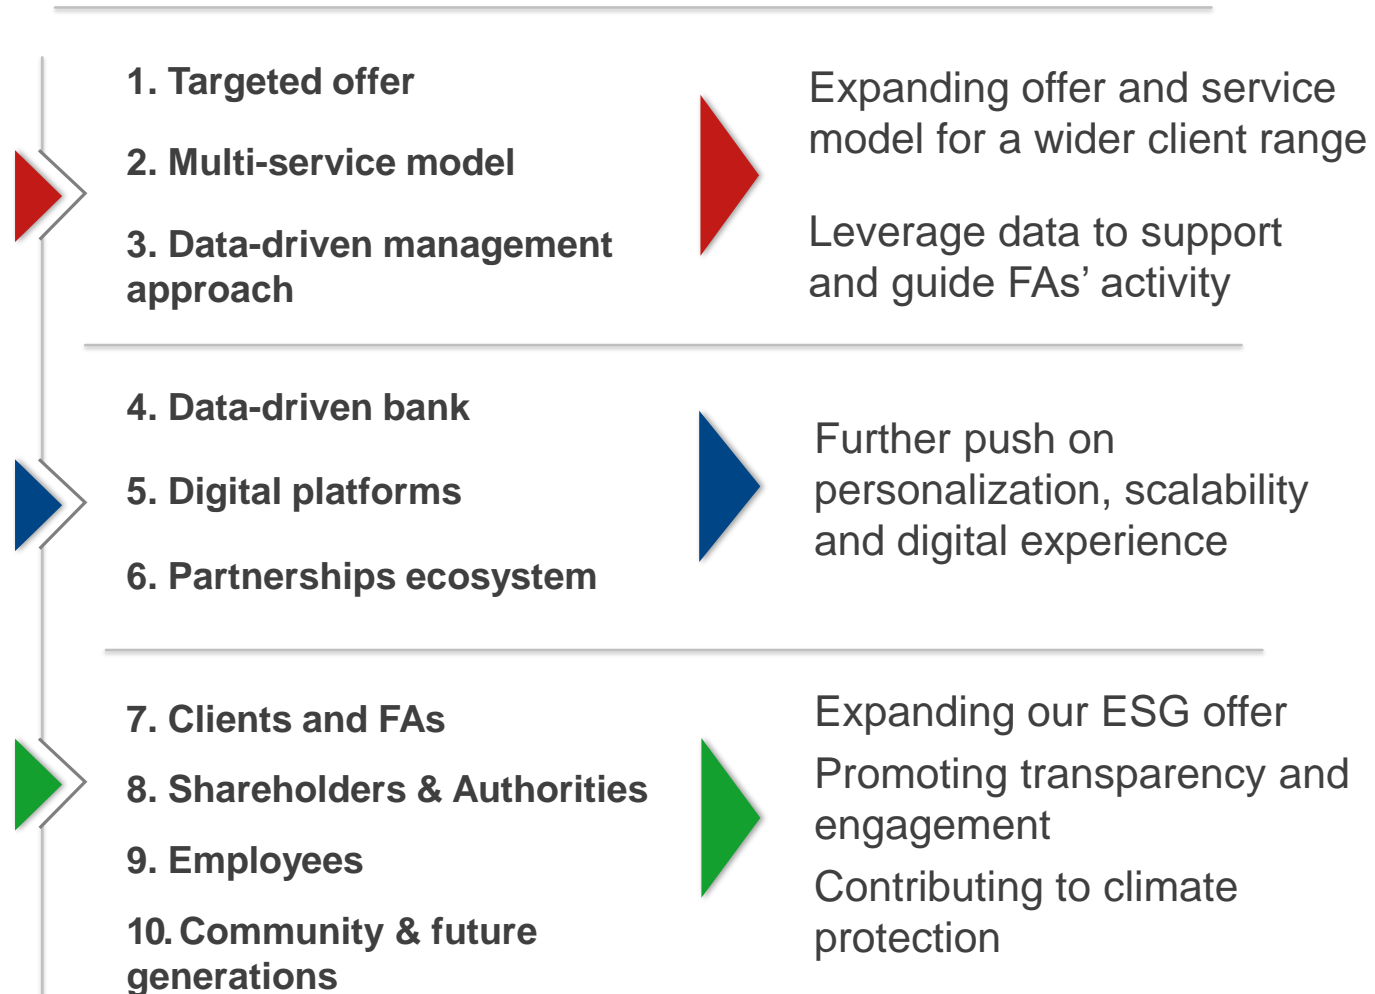 1. Targeted offer
2. Multi-service model
3. Data-driven management
approach
Expanding offer and service
model for a wider client range
Leverage data to support
and guide FAs’ activity
4. Data-driven bank
5. Digital platforms
6. Partnerships ecosystem
Further push on
personalization, scalability
and digital experience
7. Clients and FAs
8. Shareholders & Authorities
9. Employees
10. Community & future
generations
Expanding our ESG offer
Promoting transparency and
engagement
Contributing to climate
protection